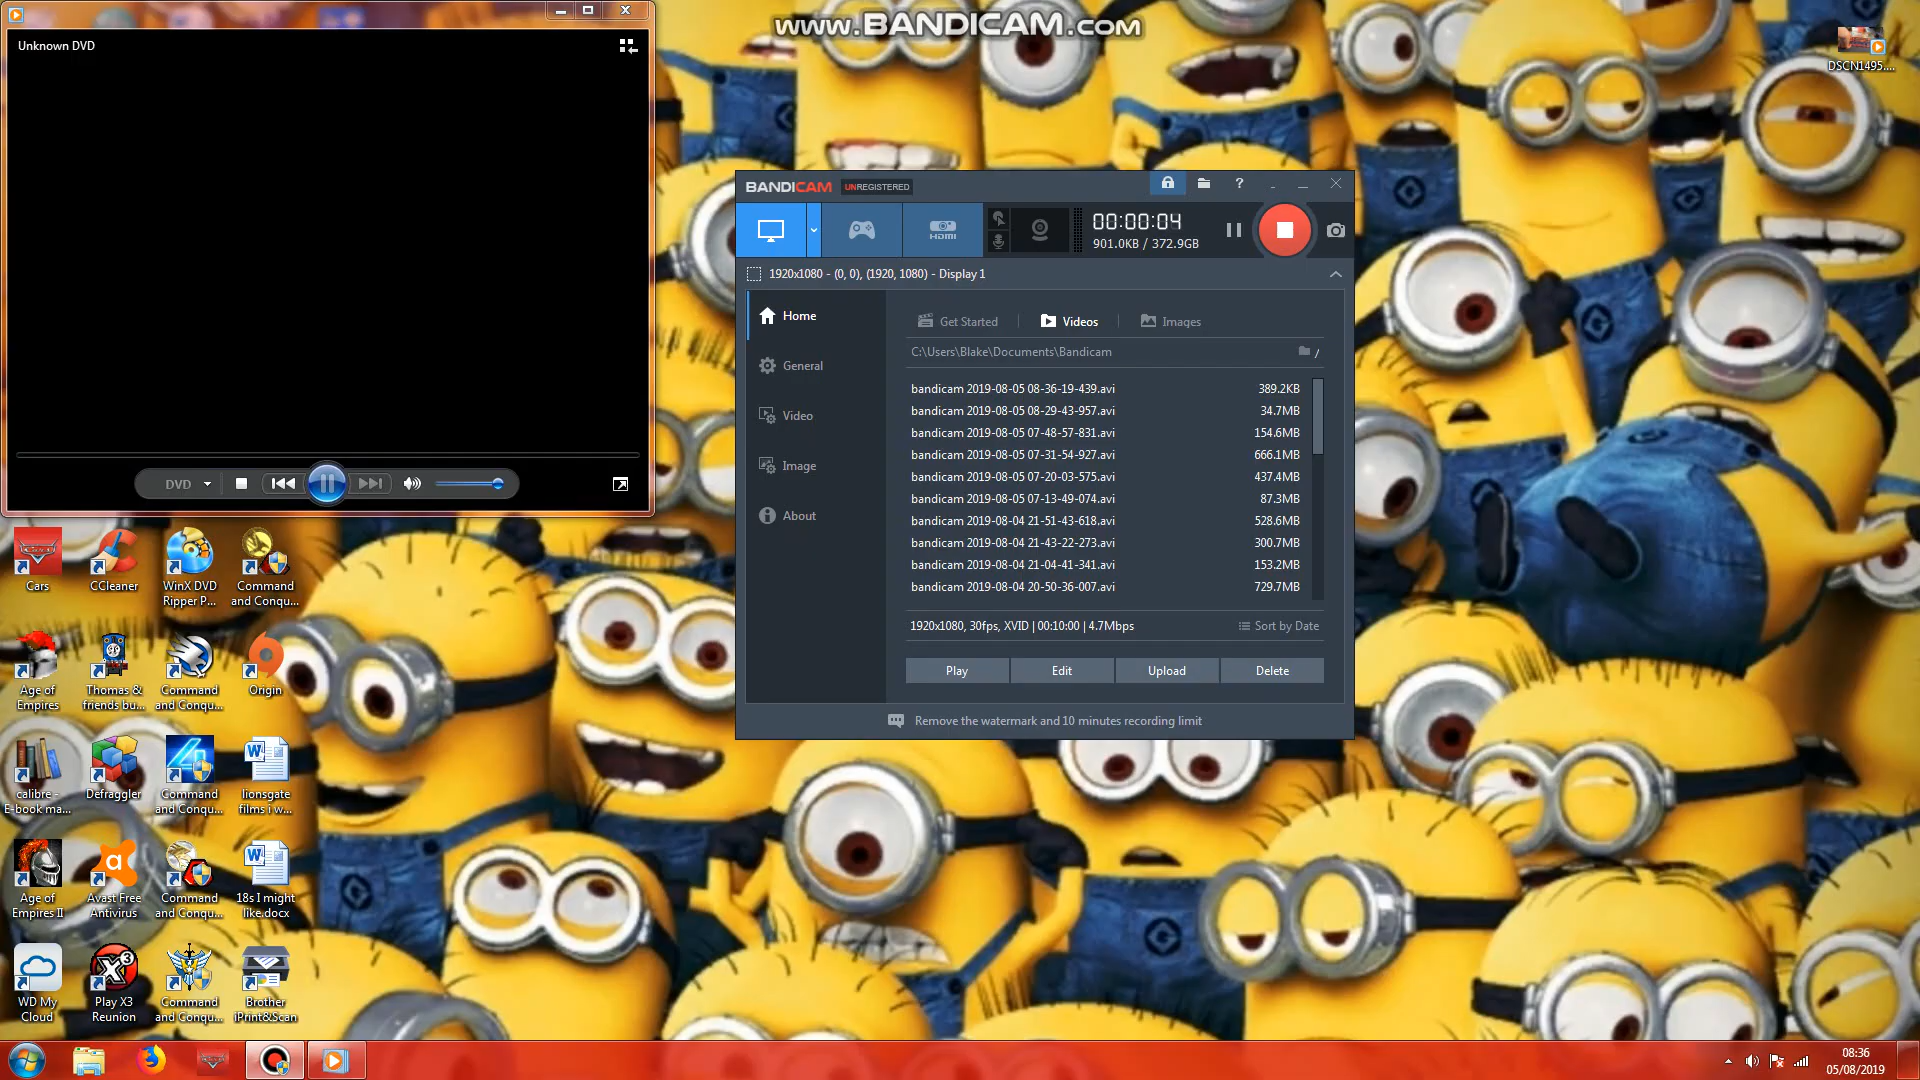 www.BANDICAM.com
Unknown DVD
DVD
DSCN1495....
BANDICAM UNREGISTERED
?
00:00:04
901.0KB / 372.9GB
HDMI
1920x1080 - (0, 0), (1920, 1080) - Display 1
Home
General
Video
Image
About
Get Started
Videos
Images
C:\Users\Blake\Documents\Bandicam
/
bandicam 2019-08-05 08-36-19-439.avi 389.2KB
bandicam 2019-08-05 08-29-43-957.avi 34.7MB
bandicam 2019-08-05 07-48-57-831.avi 154.6MB
bandicam 2019-08-05 07-31-54-927.avi 666.1MB
bandicam 2019-08-05 07-20-03-575.avi 437.4MB
bandicam 2019-08-05 07-13-49-074.avi 87.3MB
bandicam 2019-08-04 21-51-43-618.avi 528.6MB
bandicam 2019-08-04 21-43-22-273.avi 300.7MB
bandicam 2019-08-04 21-04-41-341.avi 153.2MB
bandicam 2019-08-04 20-50-36-007.avi 729.7MB
1920x1080, 30fps, XVID | 00:10:00 | 4.7Mbps
Sort by Date
Play
Edit
Upload
Delete
Remove the watermark and 10 minutes recording limit
Cars
CCleaner
WinX DVD
Ripper P...
Command
and Conqu...
Age of
Empires
Thomas &
friends bu...
Command
and Conqu...
Origin
calibre -
E-book ma...
Defraggler
Command
and Conqu...
lionsgate
films i w...
Age of
Empires II
Avast Free
Antivirus
Command
and Conqu...
18s I might
like.docx
WD My
Cloud
Play X3
Reunion
Command
and Conqu...
Brother
iPrint&Scan
08:36
05/08/2019